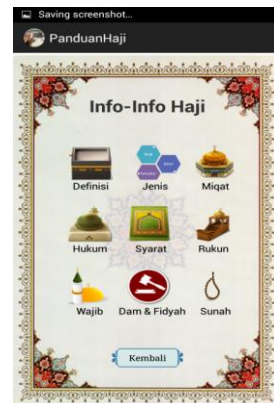 Saving screenshot...
PanduanHaji
Info-Info Haji
Definisi Jenis Miqat
Hukum Syarat Rukun
Wajib Dam & Fidyah Sunah
Kembali